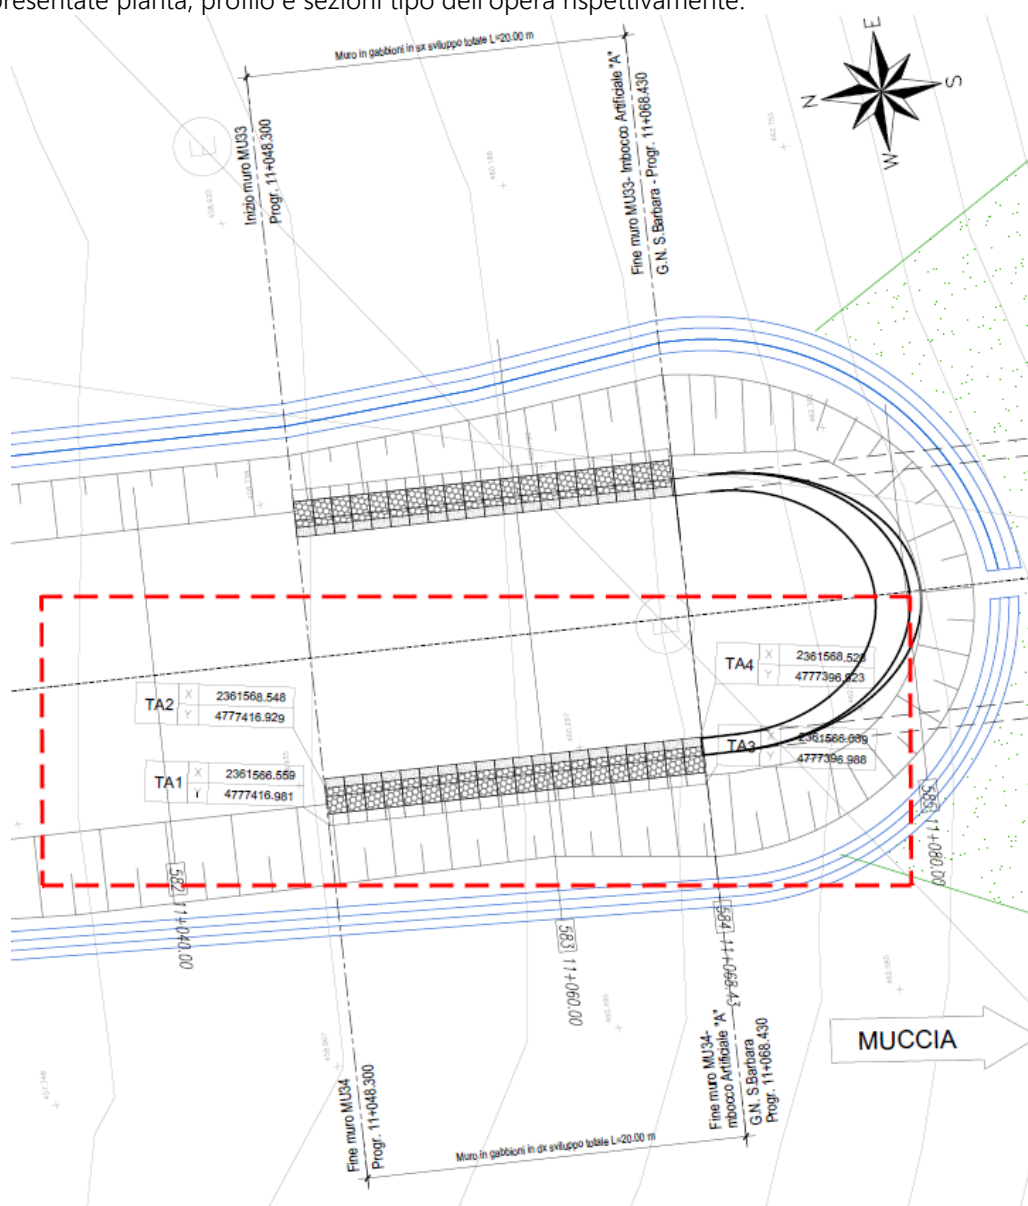 presentate pianta, profilo e sezioni tipo dell'opera rispettivamente.
Muro in gabbioni in sx sviluppo totale L=20.00 m
E
N
S
W
Inizio muro MU33
Progr. 11+048.300
Fine muro MU33- Imbocco Artificiale "A"
G.N. S.Barbara - Progr. 11+068.430
E
E
TA2
X
2361568.548
Y
4777416.929
TA1
X
2361566.559
Y
4777416.981
TA4
X
2361568.528
Y
4777396.923
TA3
X
2361566.039
Y
4777396.988
582 11+040.00
583 11+060.00
584 11+068.43
585 11+080.00
Fine muro MU34
Progr. 11+048.300
Fine muro MU34-
mbocco Artificiale "A"
G.N. S.Barbara
Progr. 11+068.430
Muro in gabbioni in dx sviluppo totale L=20.00 m
MUCCIA